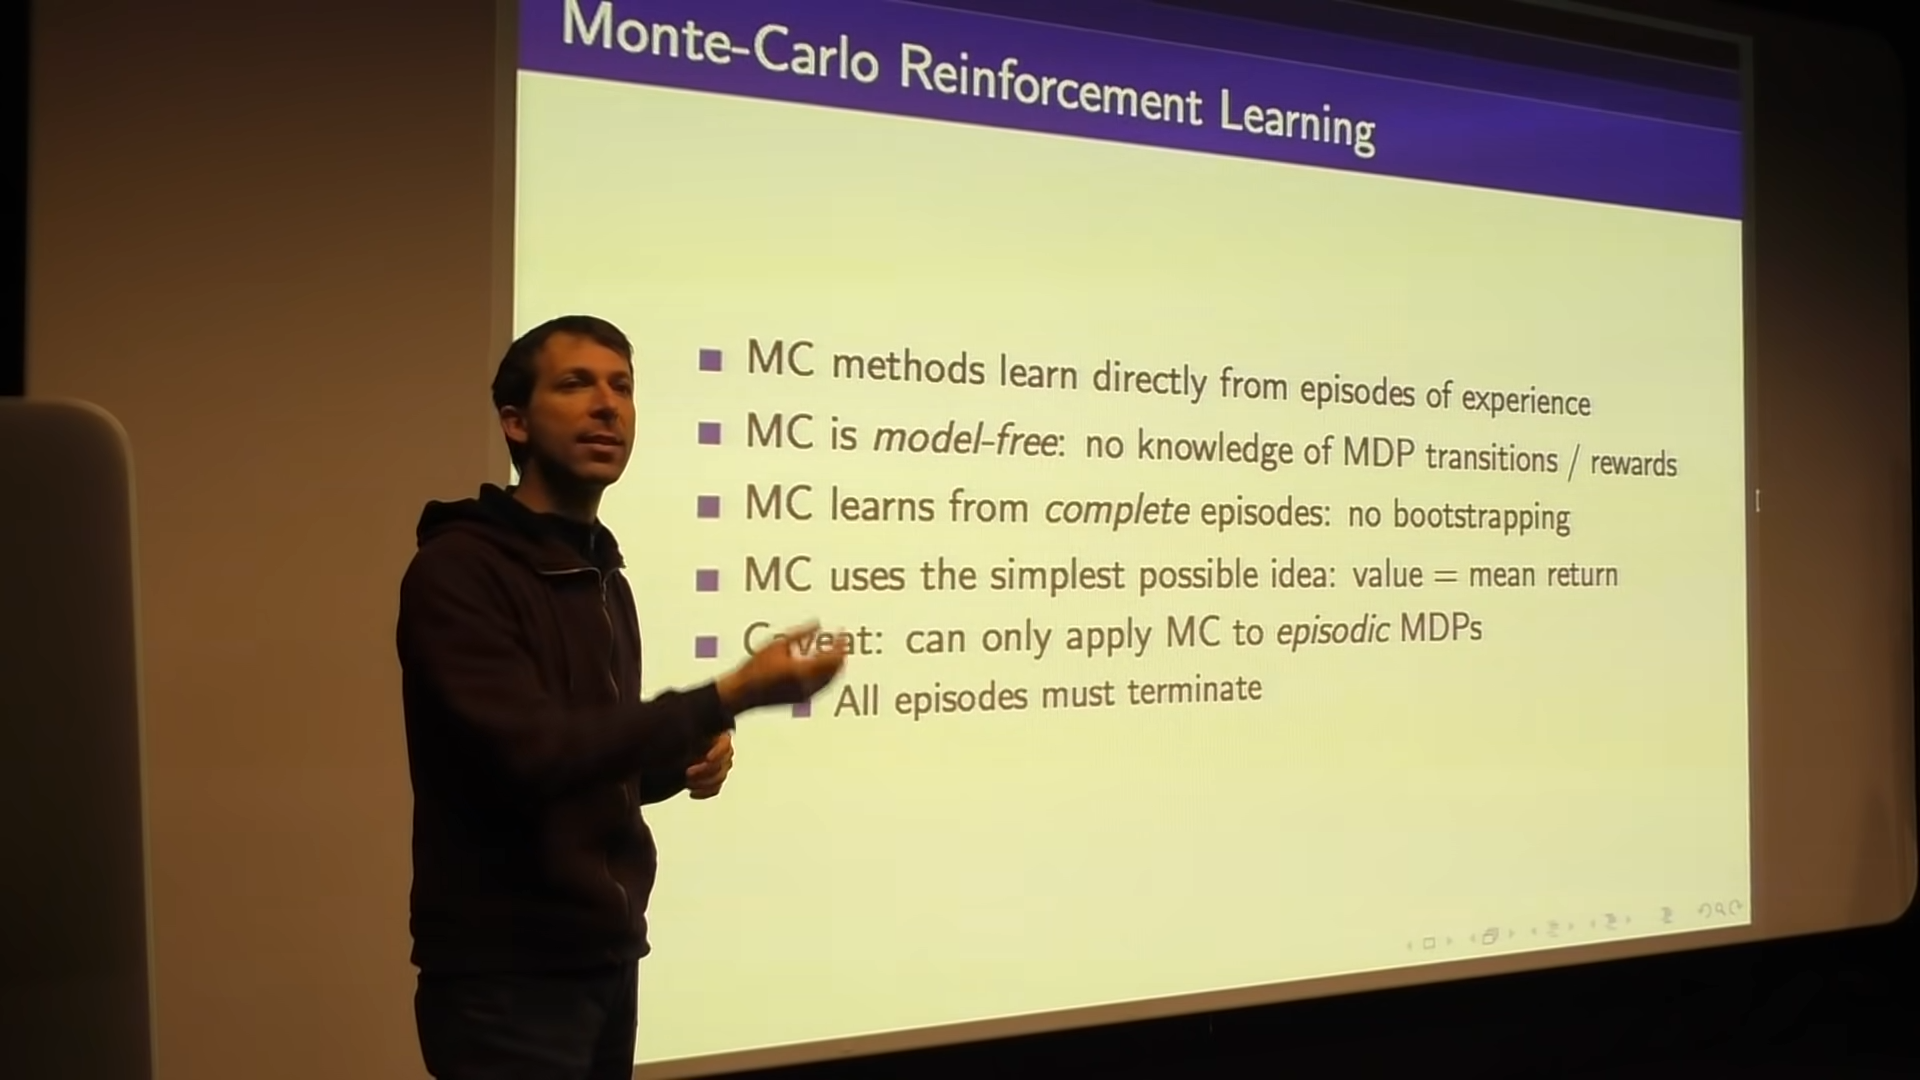 Monte-Carlo Reinforcement Learning
MC methods learn directly from episodes of experience
MC is model-free: no knowledge of MDP transitions / rewards
MC learns from complete episodes: no bootstrapping
MC uses the simplest possible idea: value = mean return
Caveat: can only apply MC to episodic MDPs
All episodes must terminate